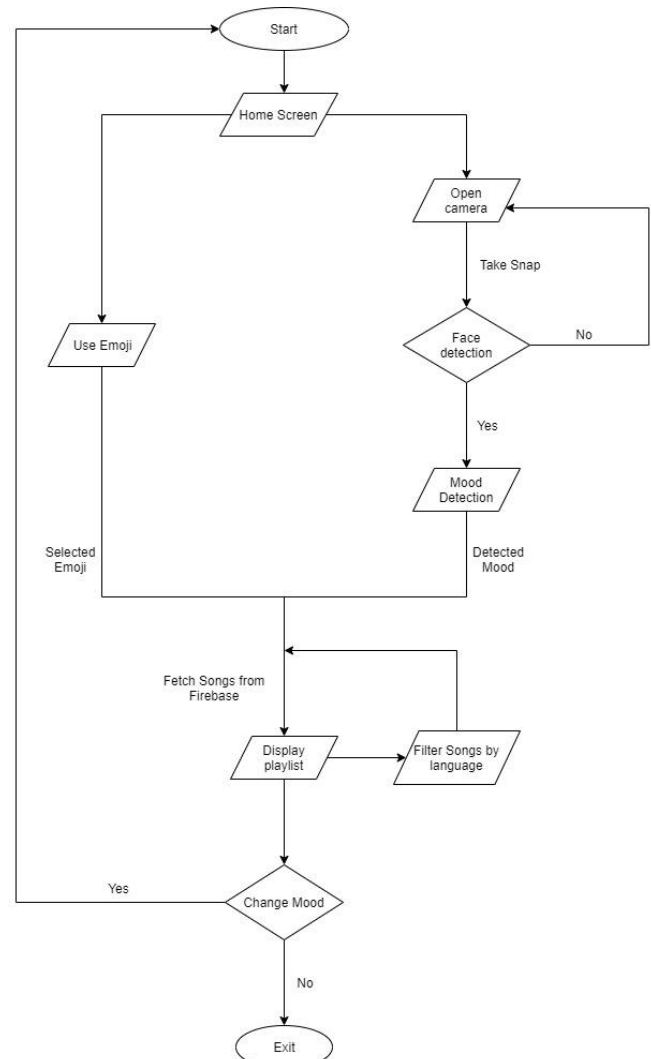 Start
Home Screen
Open
camera
Take Snap
Use Emoji
Face
detection
No
Yes
Mood
Detection
Selected
Emoji
Detected
Mood
Fetch Songs from
Firebase
Display
playlist
Filter Songs by
language
Yes
Change Mood
No
Exit